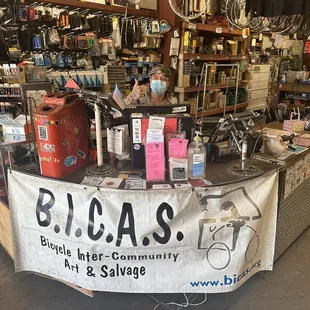 B.I.C.A.S.
Bicycle Inter-Community
Art & Salvage
www.bicas.org